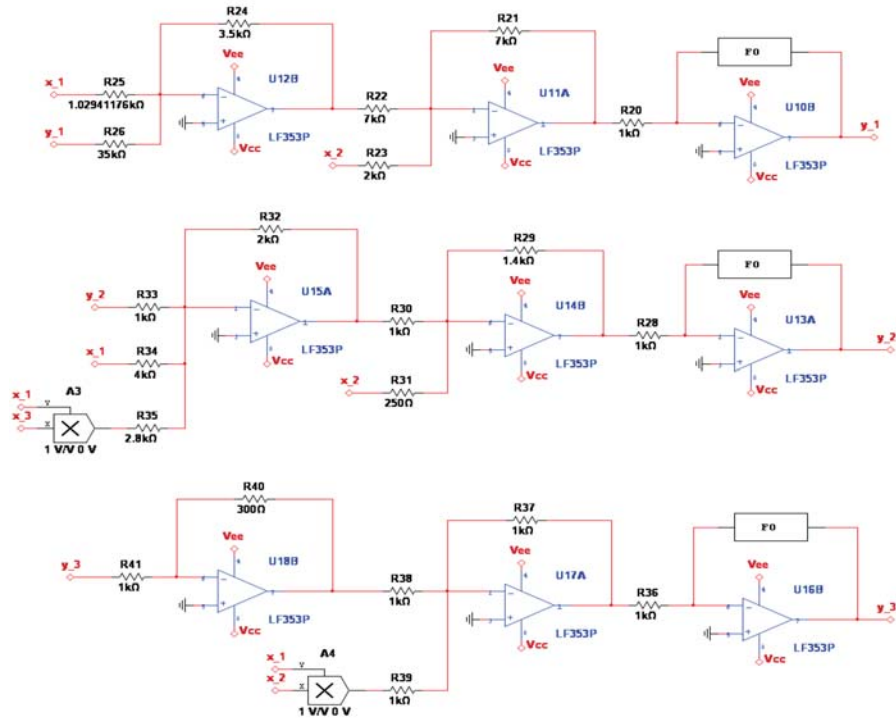 R24
3.5kΩ
R21
7kΩ
F0
Vee
U12B
x_1
R25
1.02941176kΩ
y_1
R26
35kΩ
LF353P
Vcc
R22
7kΩ
x_2
R23
2kΩ
Vee
U11A
LF353P
Vcc
R20
1kΩ
Vee
U10B
y_1
LF353P
Vcc
R32
2kΩ
R29
1.4kΩ
F0
Vee
U15A
y_2
R33
1kΩ
x_1
R34
4kΩ
LF353P
Vcc
R30
1kΩ
x_2
R31
250Ω
Vee
U14B
LF353P
Vcc
R28
1kΩ
Vee
U13A
y_2
LF353P
Vcc
x_1
Y
A3
x_3
X
1 V/V 0 V
R35
2.8kΩ
R40
300Ω
R37
1kΩ
F0
Vee
U18B
y_3
R41
1kΩ
LF353P
Vcc
R38
1kΩ
Vee
U17A
LF353P
Vcc
R36
1kΩ
Vee
U16B
y_3
LF353P
Vcc
A4
x_1
Y
x_2
X
1 V/V 0 V
R39
1kΩ